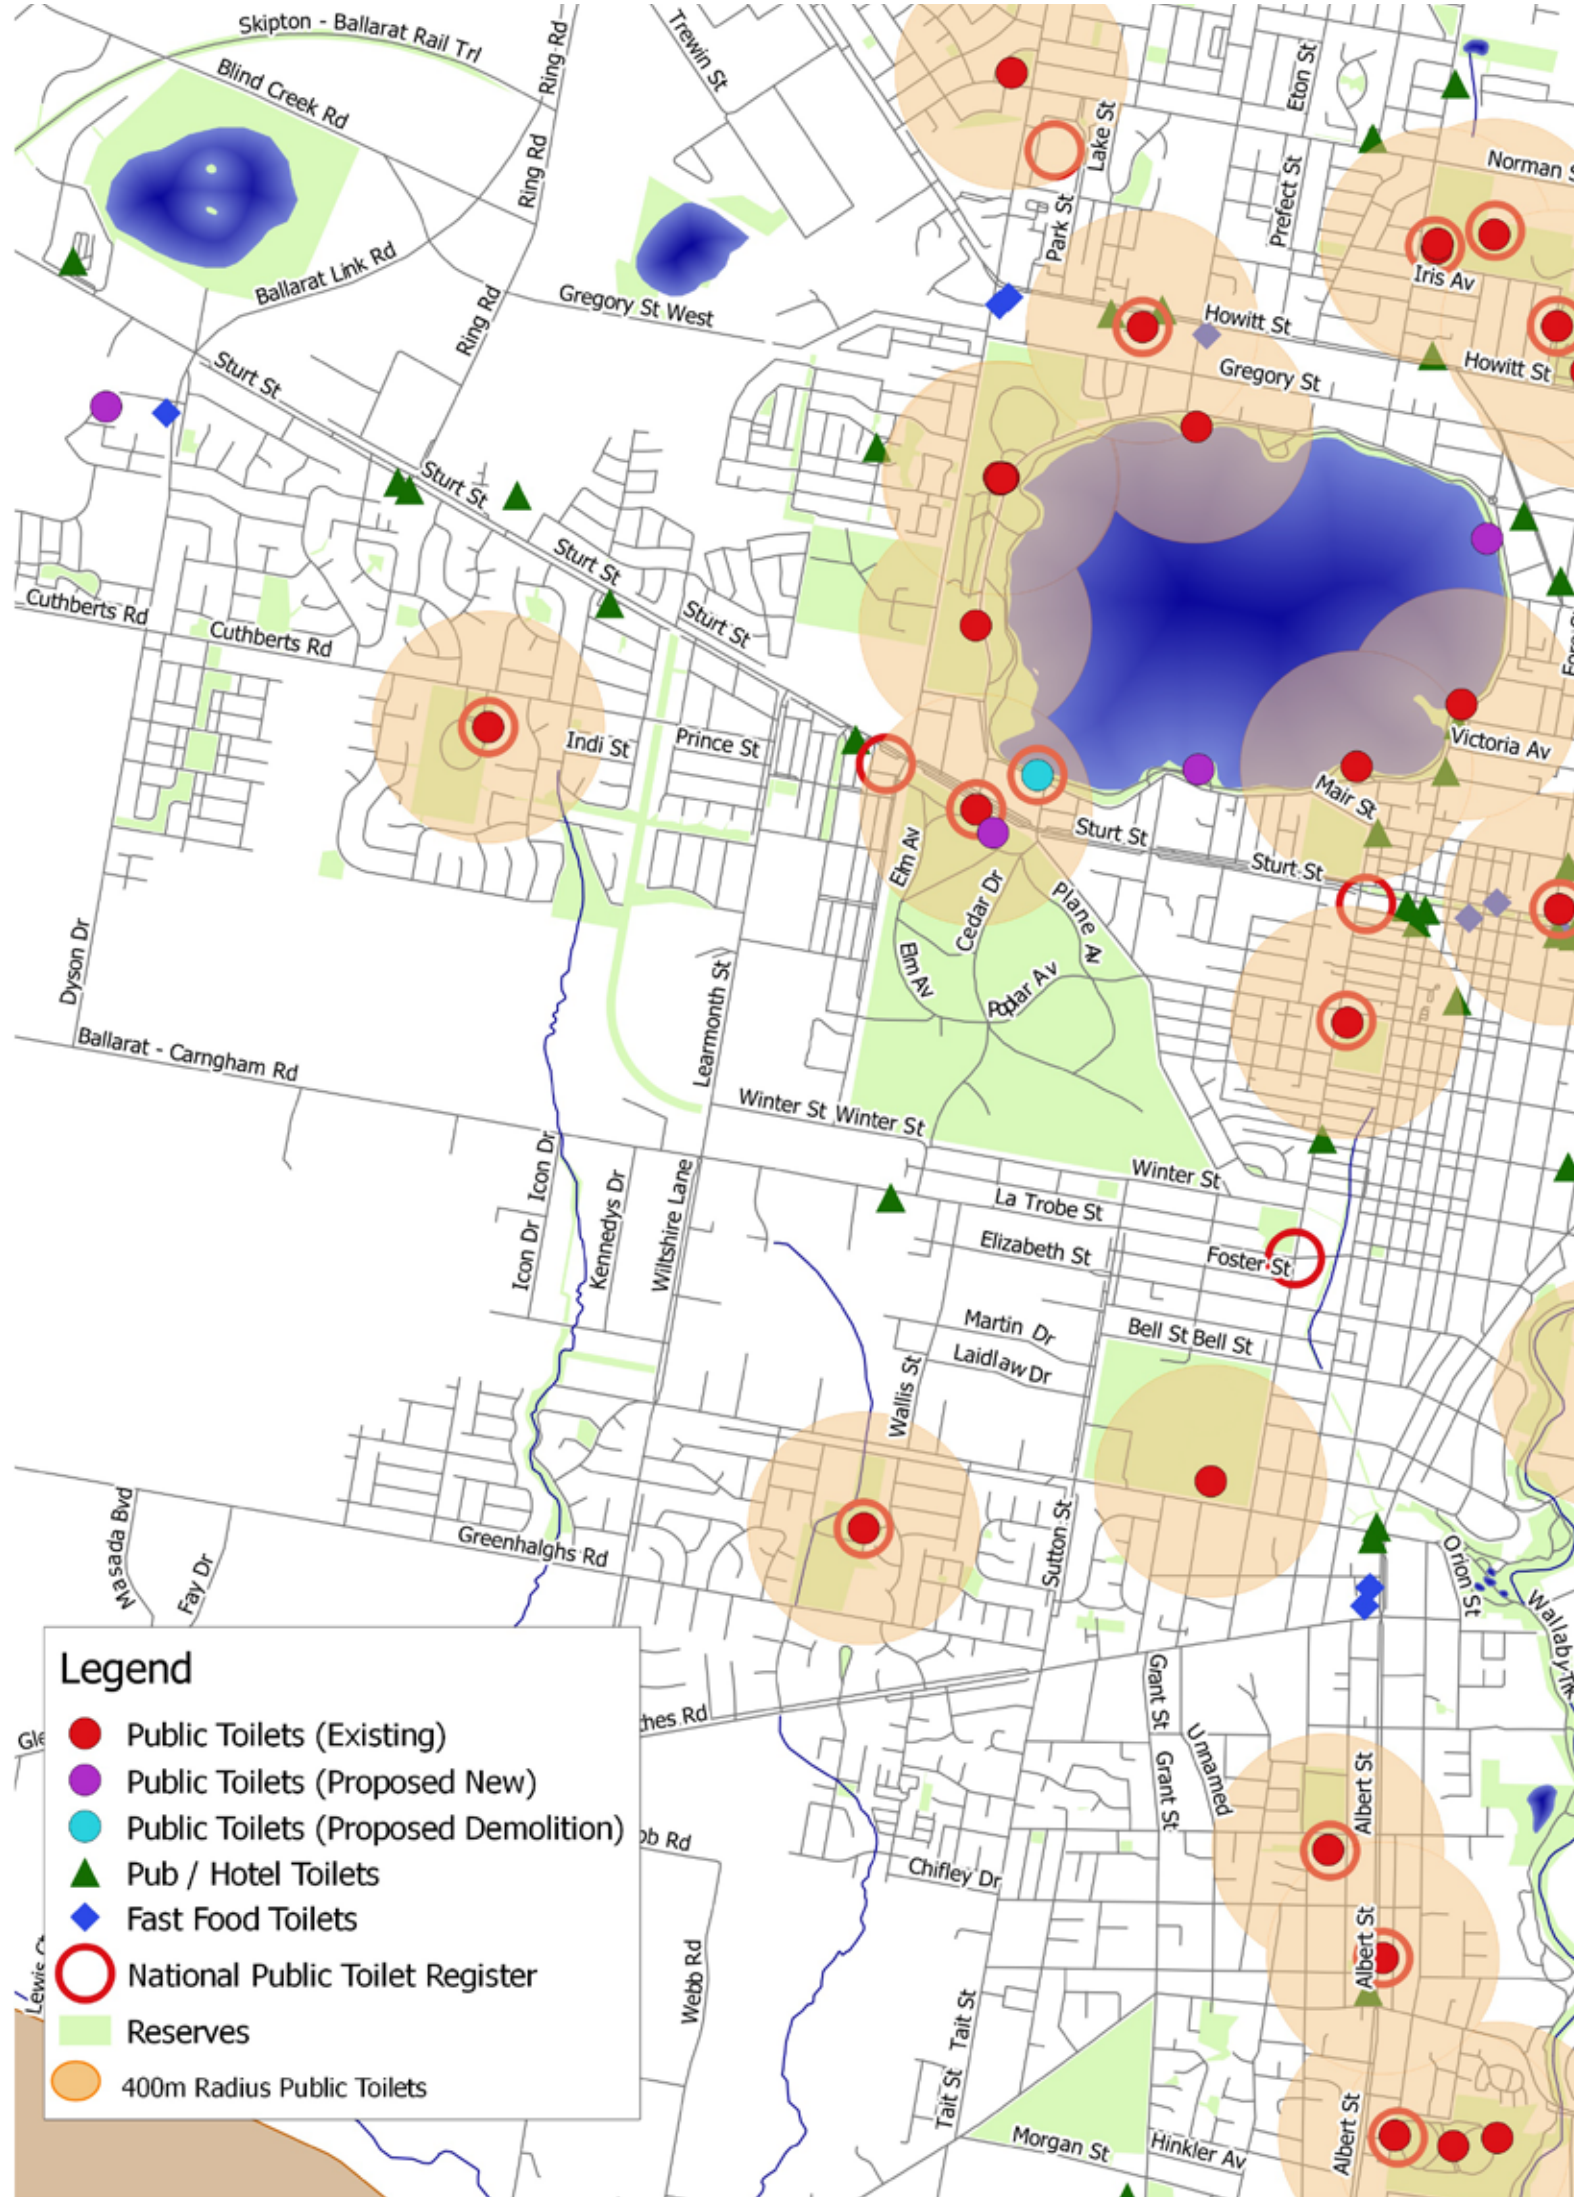 Skipton - Ballarat Rail Trl
Ring Rd
Trewin St
Eton St
Blind Creek Rd
Lake St
Ring Rd
Norman
Prefect St
Park St
Ballarat Link Rd
Iris Av
Gregory St West
Ring Rd
Howitt St
Howitt St
Gregory St
Sturt St
Sturt St
Sturt St
Cuthberts Rd
Cuthberts Rd
Sturt St
Indi St
Prince St
Victoria Av
Mair St
Sturt St
Sturt St
Elm Av
Cedar Dr
Plane Av
Elm Av
Poplar Av
Dyson Dr
Learmonth St
Ballarat - Carngham Rd
Winter St Winter St
Winter St
Icon Dr
Icon Dr
Kennedys Dr
Wiltshire Lane
La Trobe St
Elizabeth St
Foster St
Martin Dr
Bell St Bell St
Laidlaw Dr
Wallis St
Masada Bvd
Fay Dr
Greenhalghs Rd
Sutton St
Orion St
Wallaby Trk
Legend
Public Toilets (Existing)
Public Toilets (Proposed New)
Public Toilets (Proposed Demolition)
Pub / Hotel Toilets
Fast Food Toilets
National Public Toilet Register
Reserves
400m Radius Public Toilets
Gle
ches Rd
bb Rd
Grant St
Grant St
Unnamed
Albert St
Chifley Dr
Albert St
Webb Rd
Tait St
Tait St
Albert St
Morgan St
Hinkler Av